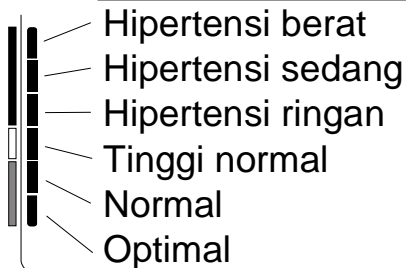 Hipertensi berat
Hipertensi sedang
Hipertensi ringan
Tinggi normal
Normal
Optimal